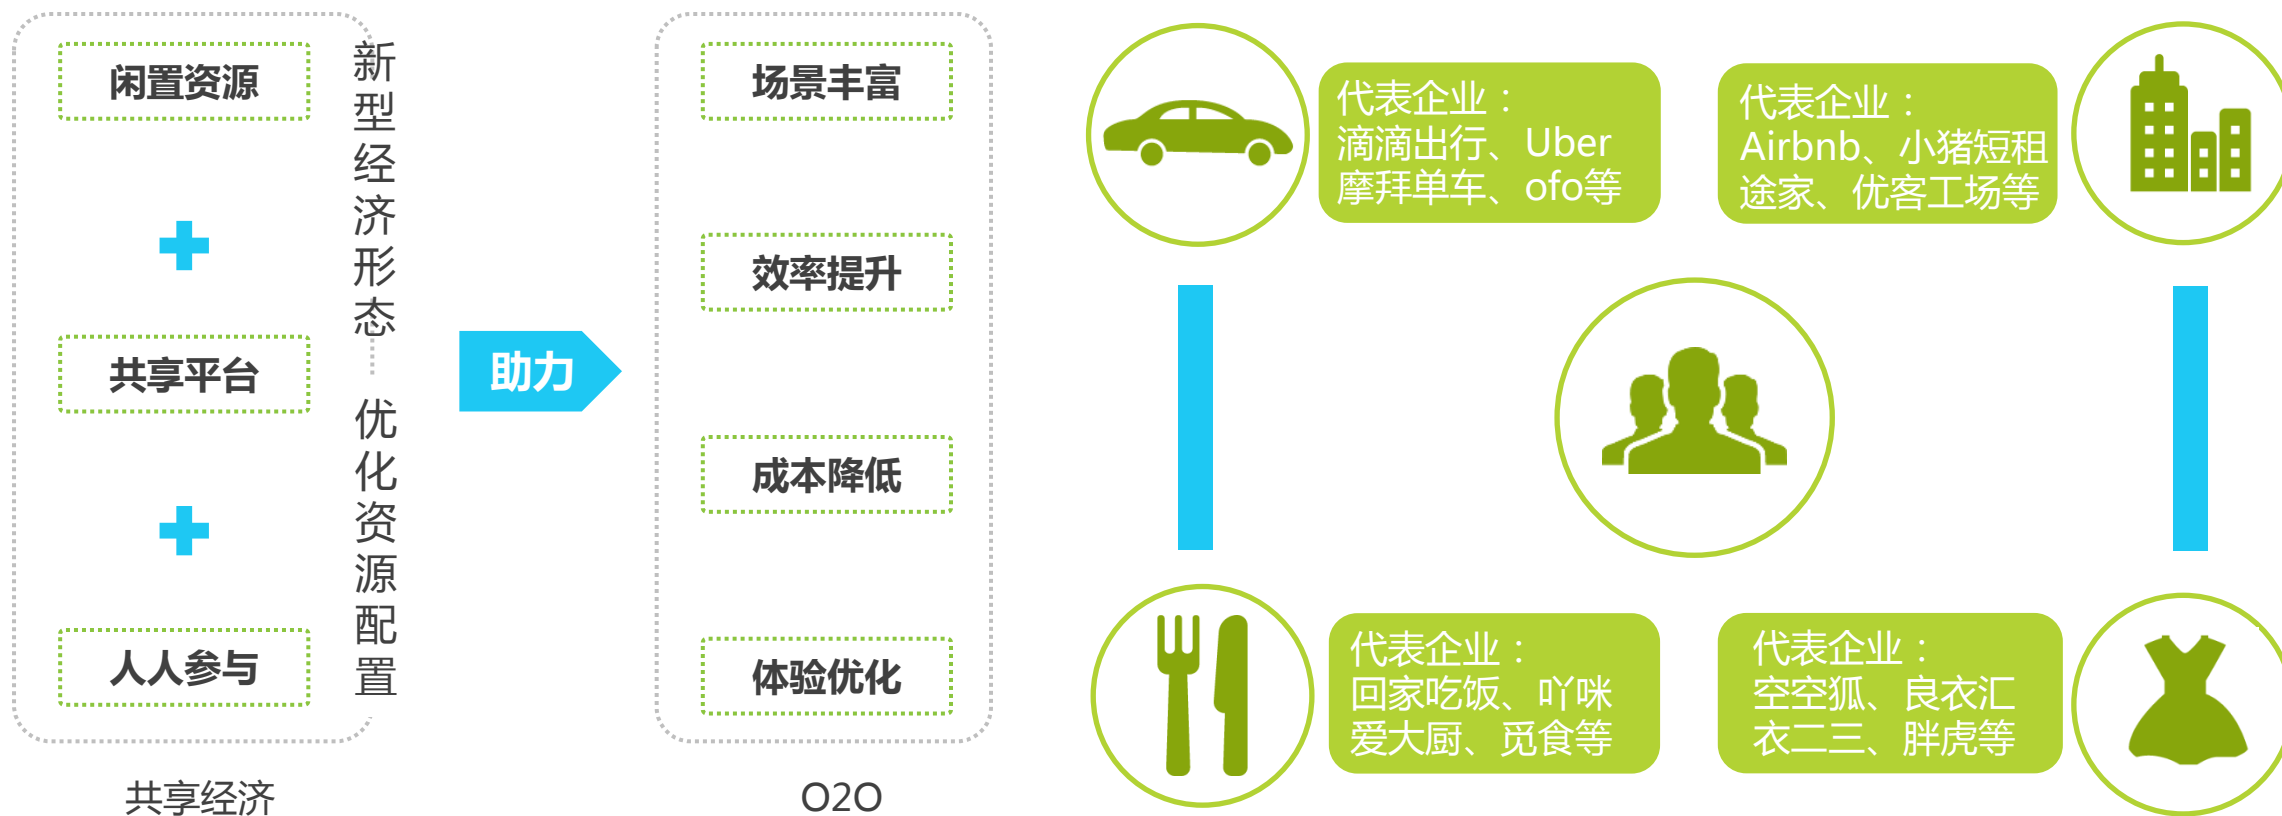 闲置资源
共享平台
人人参与
新型经济形态
优化资源配置
共享经济
助力
场景丰富
效率提升
成本降低
体验优化
O2O
代表企业：
滴滴出行、Uber
摩拜单车、ofo等
代表企业：
Airbnb、小猪短租
途家、优客工场等
代表企业：
回家吃饭、吖咪
爱大厨、觅食等
代表企业：
空空狐、良衣汇
衣二三、胖虎等